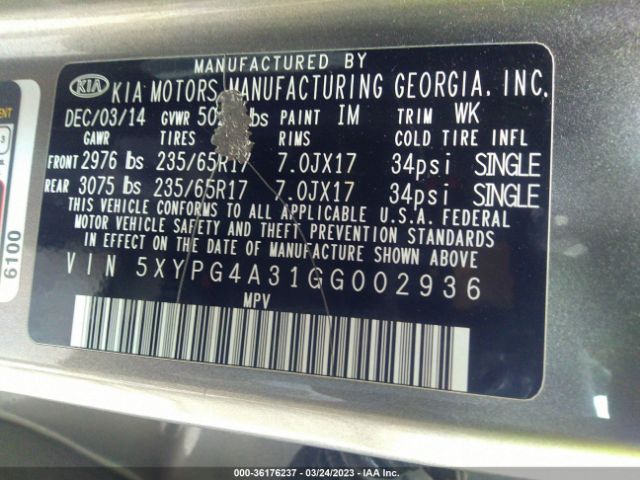 MANUFACTURED BY
KIA KIA MOTORS MANUFACTURING GEORGIA, INC.
DEC/03/14 GVWR lbs PAINT IM TRIM WK
GAWR TIRES RIMS COLD TIRE INFL
FRONT 2976 lbs 235/65R17 7.0JX17 34psi SINGLE
REAR 3075 lbs 235/65R17 7.0JX17 34psi SINGLE
THIS VEHICLE CONFORMS TO ALL APPLICABLE U.S.A. FEDERAL
MOTOR VEHICLE SAFETY AND THEFT PREVENTION STANDARDS
IN EFFECT ON THE DATE OF MANUFACTURE SHOWN ABOVE
VIN 5XYPG4A31GG002936
MPV
6100
000-36176237 - 03/24/2023 - IAA Inc.